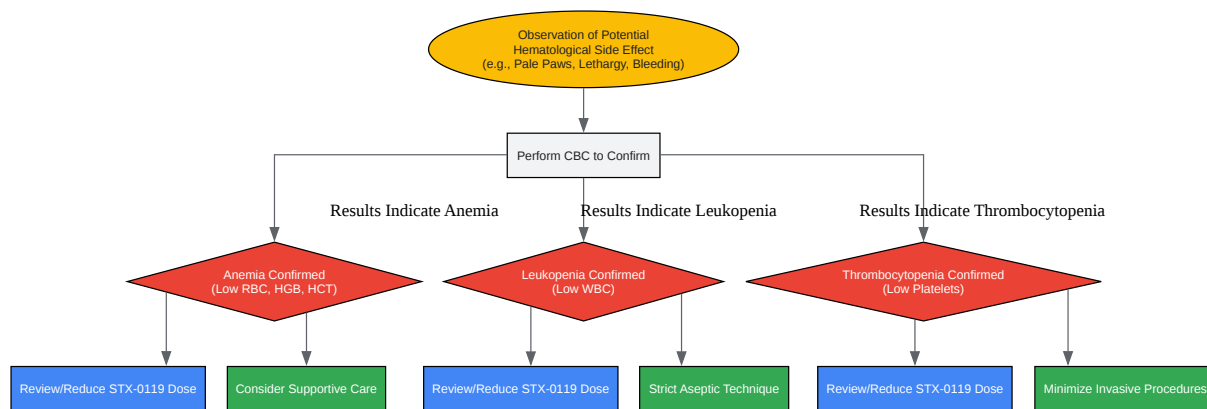 Observation of Potential
Hematological Side Effect
(e.g., Pale Paws, Lethargy, Bleeding)
Perform CBC to Confirm
Results Indicate Anemia
Results Indicate Leukopenia
Results Indicate Thrombocytopenia
Anemia Confirmed
(Low RBC, HGB, HCT)
Leukopenia Confirmed
(Low WBC)
Thrombocytopenia Confirmed
(Low Platelets)
Review/Reduce STX-0119 Dose
Consider Supportive Care
Review/Reduce STX-0119 Dose
Strict Aseptic Technique
Review/Reduce STX-0119 Dose
Minimize Invasive Procedures